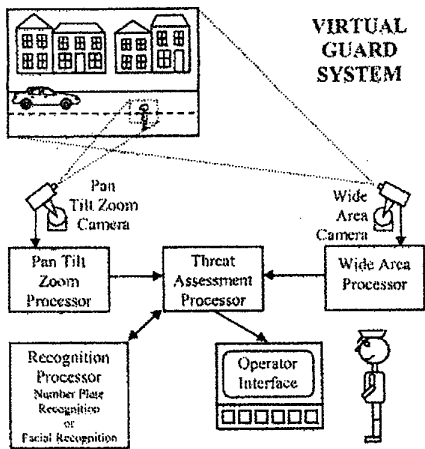 VIRTUAL
GUARD
SYSTEM
Pan
Tilt Zoom
Camera
Wide
Area
Camera
Pan Tilt
Zoom
Processor
Threat
Assessment
Processor
Wide Area
Processor
Recognition
Processor
Number Plate
Recognition
or
Facial Recognition
Operator
Interface